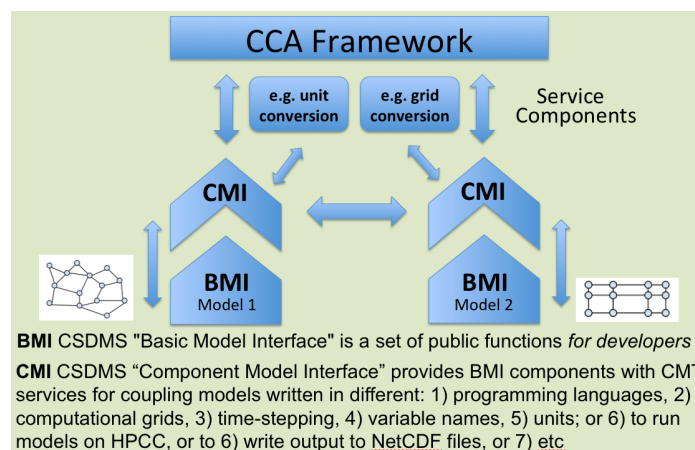 CCA Framework
e.g. unit
conversion
e.g. grid
conversion
Service
Components
CMI
CMI
BMI
Model 1
BMI
Model 2
BMI CSDMS "Basic Model Interface" is a set of public functions for developers
CMI CSDMS “Component Model Interface” provides BMI components with CMT
services for coupling models written in different: 1) programming languages, 2)
computational grids, 3) time-stepping, 4) variable names, 5) units; or 6) to run
models on HPCC, or to 6) write output to NetCDF files, or 7) etc